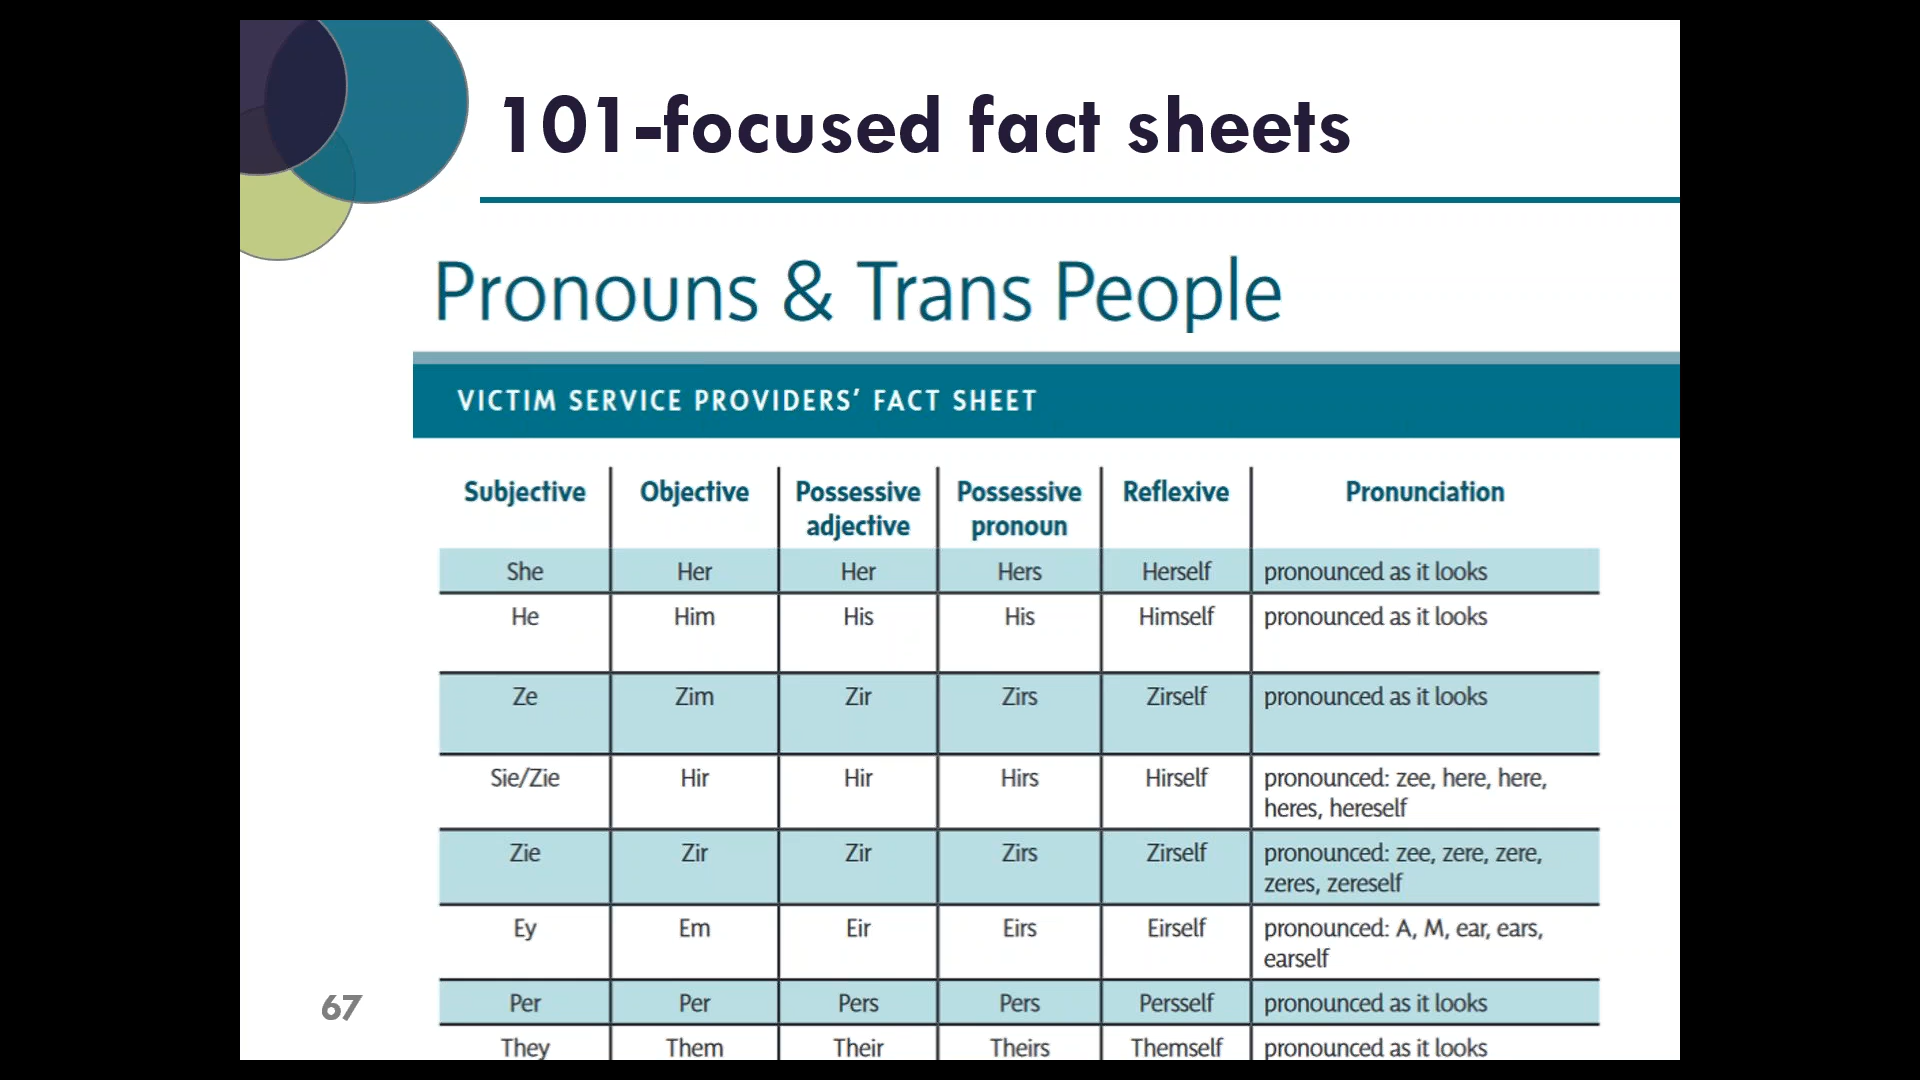 101-focused fact sheets
Pronouns & Trans People
VICTIM SERVICE PROVIDERS’ FACT SHEET
Subjective Objective Possessive adjective Possessive pronoun Reflexive Pronunciation
She Her Her Hers Herself pronounced as it looks
He Him His His Himself pronounced as it looks
Ze Zim Zir Zirs Zirself pronounced as it looks
Sie/Zie Hir Hir Hirs Hirself pronounced: zee, here, here,
heres, hereself
Zie Zir Zir Zirs Zirself pronounced: zee, zere, zere,
zeres, zereself
Ey Em Eir Eirs Eirself pronounced: A, M, ear, ears,
earself
Per Per Pers Pers Persself pronounced as it looks
They Them Their Theirs Themself pronounced as it looks
67